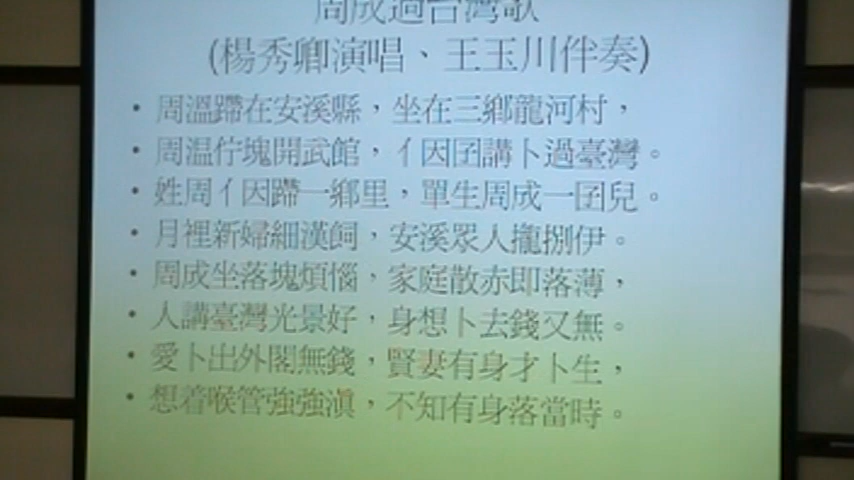 周成過台灣歌
(楊秀卿演唱、王玉川伴奏)
• 周溫蹛在安溪縣，坐在三鄉龍河村，
• 周温佇塊開武館，亻因囝講卜過臺灣。
• 姓周亻因蹛一鄉里，單生周成一囝兒。
• 月裡新婦細漢飼，安溪眾人攏捌伊。
• 周成坐落塊煩惱，家庭散赤即落薄，
• 人講臺灣光景好，身想卜去錢又無。
• 愛卜出外閣無錢，賢妻有身才卜生，
• 想着喉管強強滇，不知有身落當時。